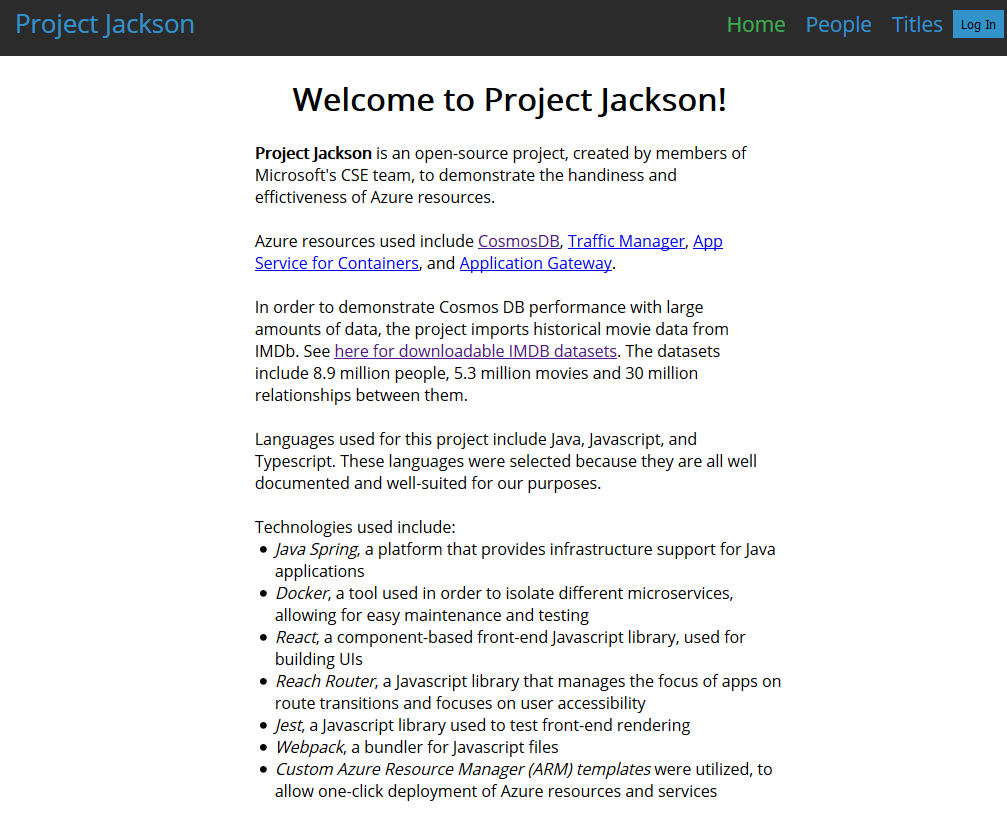 Project Jackson
Home People Titles Log In
Welcome to Project Jackson!
Project Jackson is an open-source project, created by members of
Microsoft's CSE team, to demonstrate the handiness and
effictiveness of Azure resources.
Azure resources used include CosmosDB, Traffic Manager, App
Service for Containers, and Application Gateway.
In order to demonstrate Cosmos DB performance with large
amounts of data, the project imports historical movie data from
IMDb. See here for downloadable IMDB datasets. The datasets
include 8.9 million people, 5.3 million movies and 30 million
relationships between them.
Languages used for this project include Java, Javascript, and
Typescript. These languages were selected because they are all well
documented and well-suited for our purposes.
Technologies used include:
• Java Spring, a platform that provides infrastructure support for Java
applications
• Docker, a tool used in order to isolate different microservices,
allowing for easy maintenance and testing
• React, a component-based front-end Javascript library, used for
building UIs
• Reach Router, a Javascript library that manages the focus of apps on
route transitions and focuses on user accessibility
• Jest, a Javascript library used to test front-end rendering
• Webpack, a bundler for Javascript files
• Custom Azure Resource Manager (ARM) templates were utilized, to
allow one-click deployment of Azure resources and services